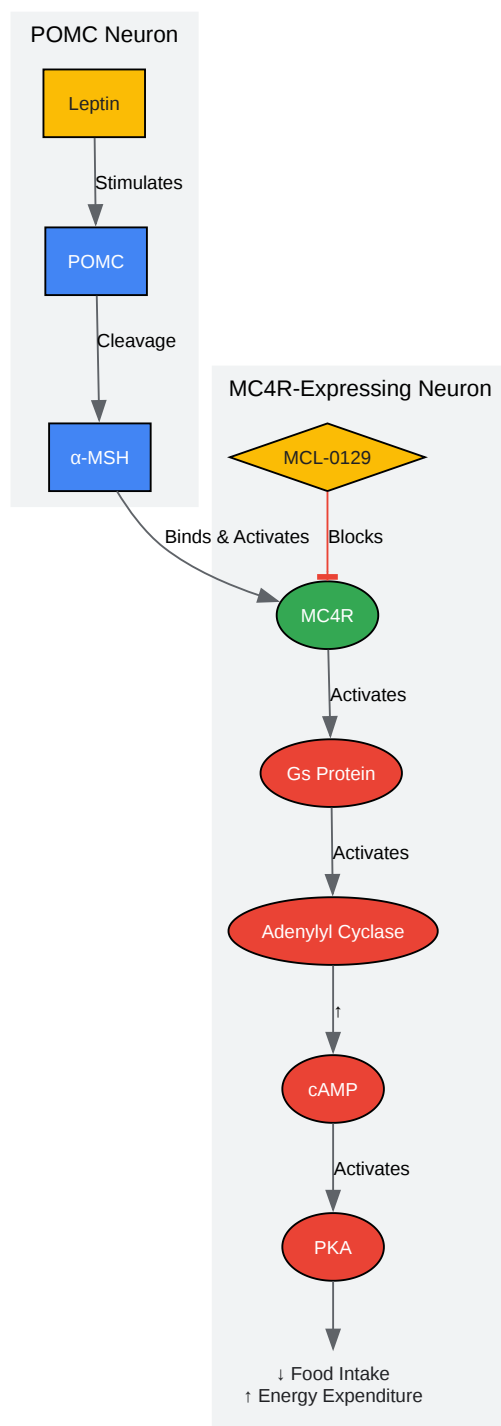 POMC Neuron
Leptin
Stimulates
POMC
Cleavage
α-MSH
MC4R-Expressing Neuron
MCL-0129
Binds & Activates
Blocks
MC4R
Activates
Gs Protein
Activates
Adenylyl Cyclase
↑
cAMP
Activates
PKA
↓ Food Intake
↑ Energy Expenditure